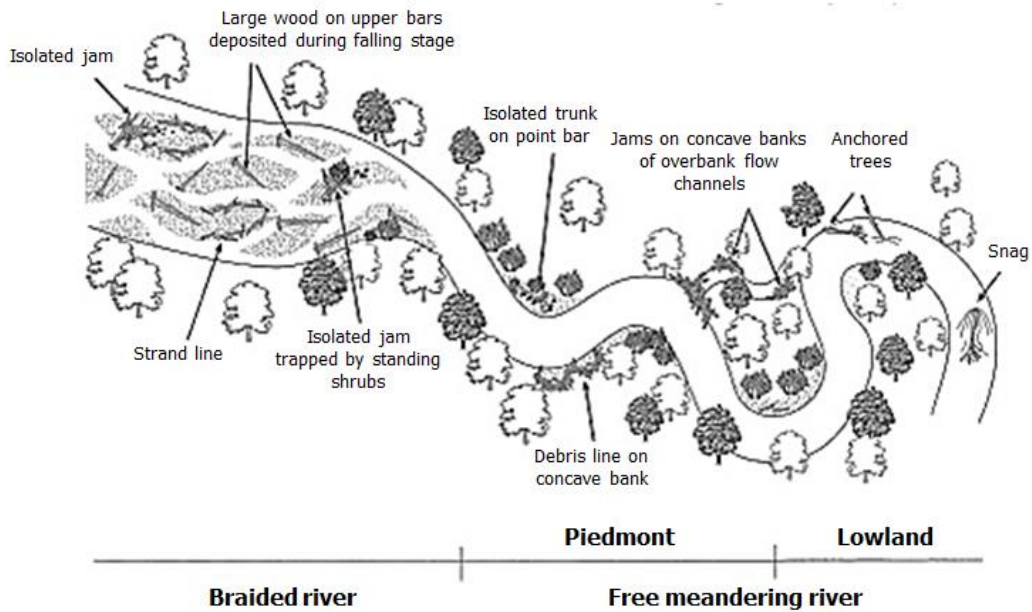 Large wood on upper bars
deposited during falling stage
Isolated jam
Isolated trunk
on point bar
Jams on concave banks
of overbank flow
channels
Anchored
trees
Snag
Strand line
Isolated jam
trapped by standing
shrubs
Debris line on
concave bank
Piedmont
Lowland
Braided river
Free meandering river